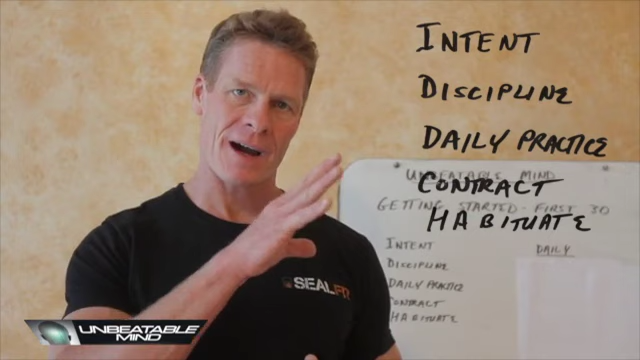 INTENT
DISCIPLINE
DAILY PRACTICE
CONTRACT
HABITUATE
UNBEATABLE MIND
GETTING STARTED - FIRST 30
INTENT
DAILY
DISCIPLINE
DAILY PRACTICE
CONTRACT
HABITUATE
SEALFIT
UNBEATABLE
MIND